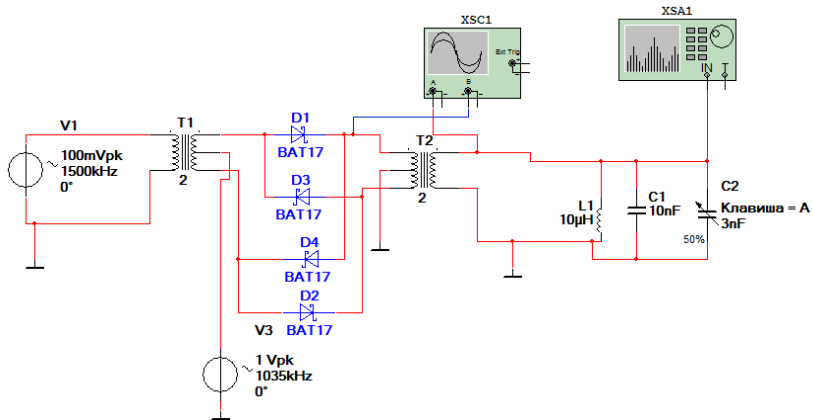 XSC1
XSA1
Ext Trig
A
B
IN T
V1
100mVpk
1500kHz
0°
T1
2
D1
BAT17
D3
BAT17
D4
BAT17
D2
BAT17
T2
2
L1
10µH
C1
10nF
C2
Клавиша = A
3nF
50%
V3
1 Vpk
1035kHz
0°